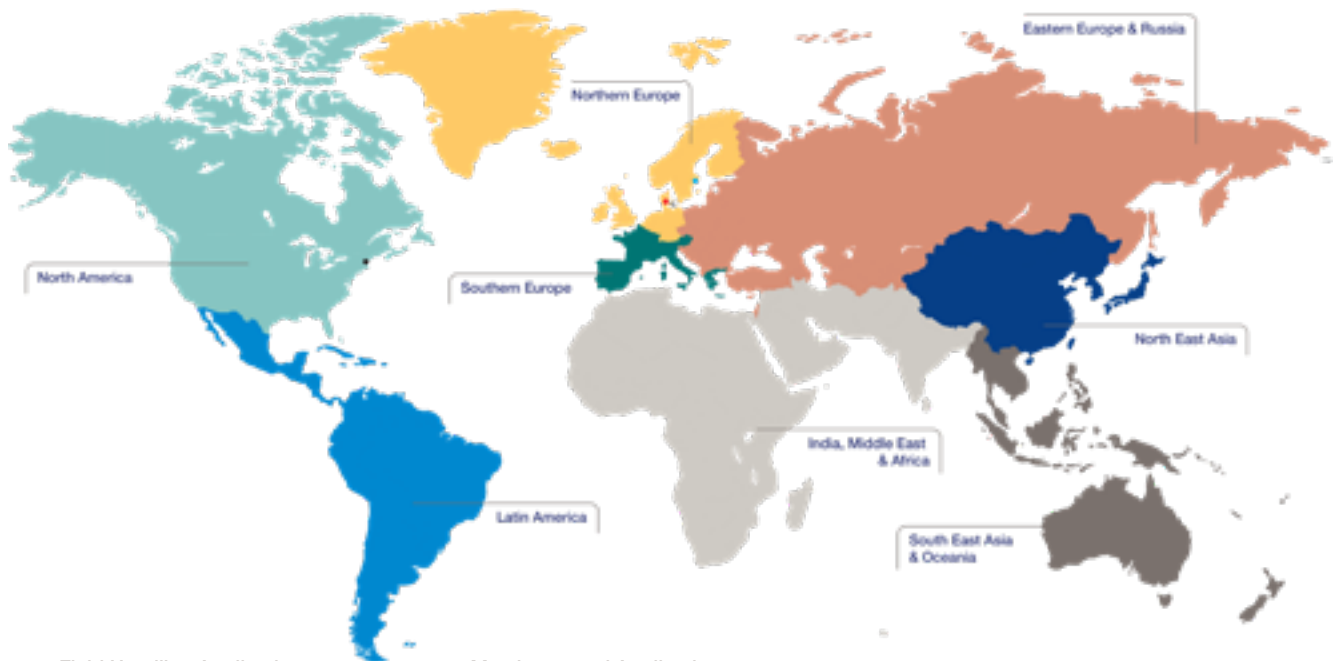 Eastern Europe & Russia
Northern Europe
North America
Southern Europe
North East Asia
India, Middle East
& Africa
Latin America
South East Asia
& Oceania